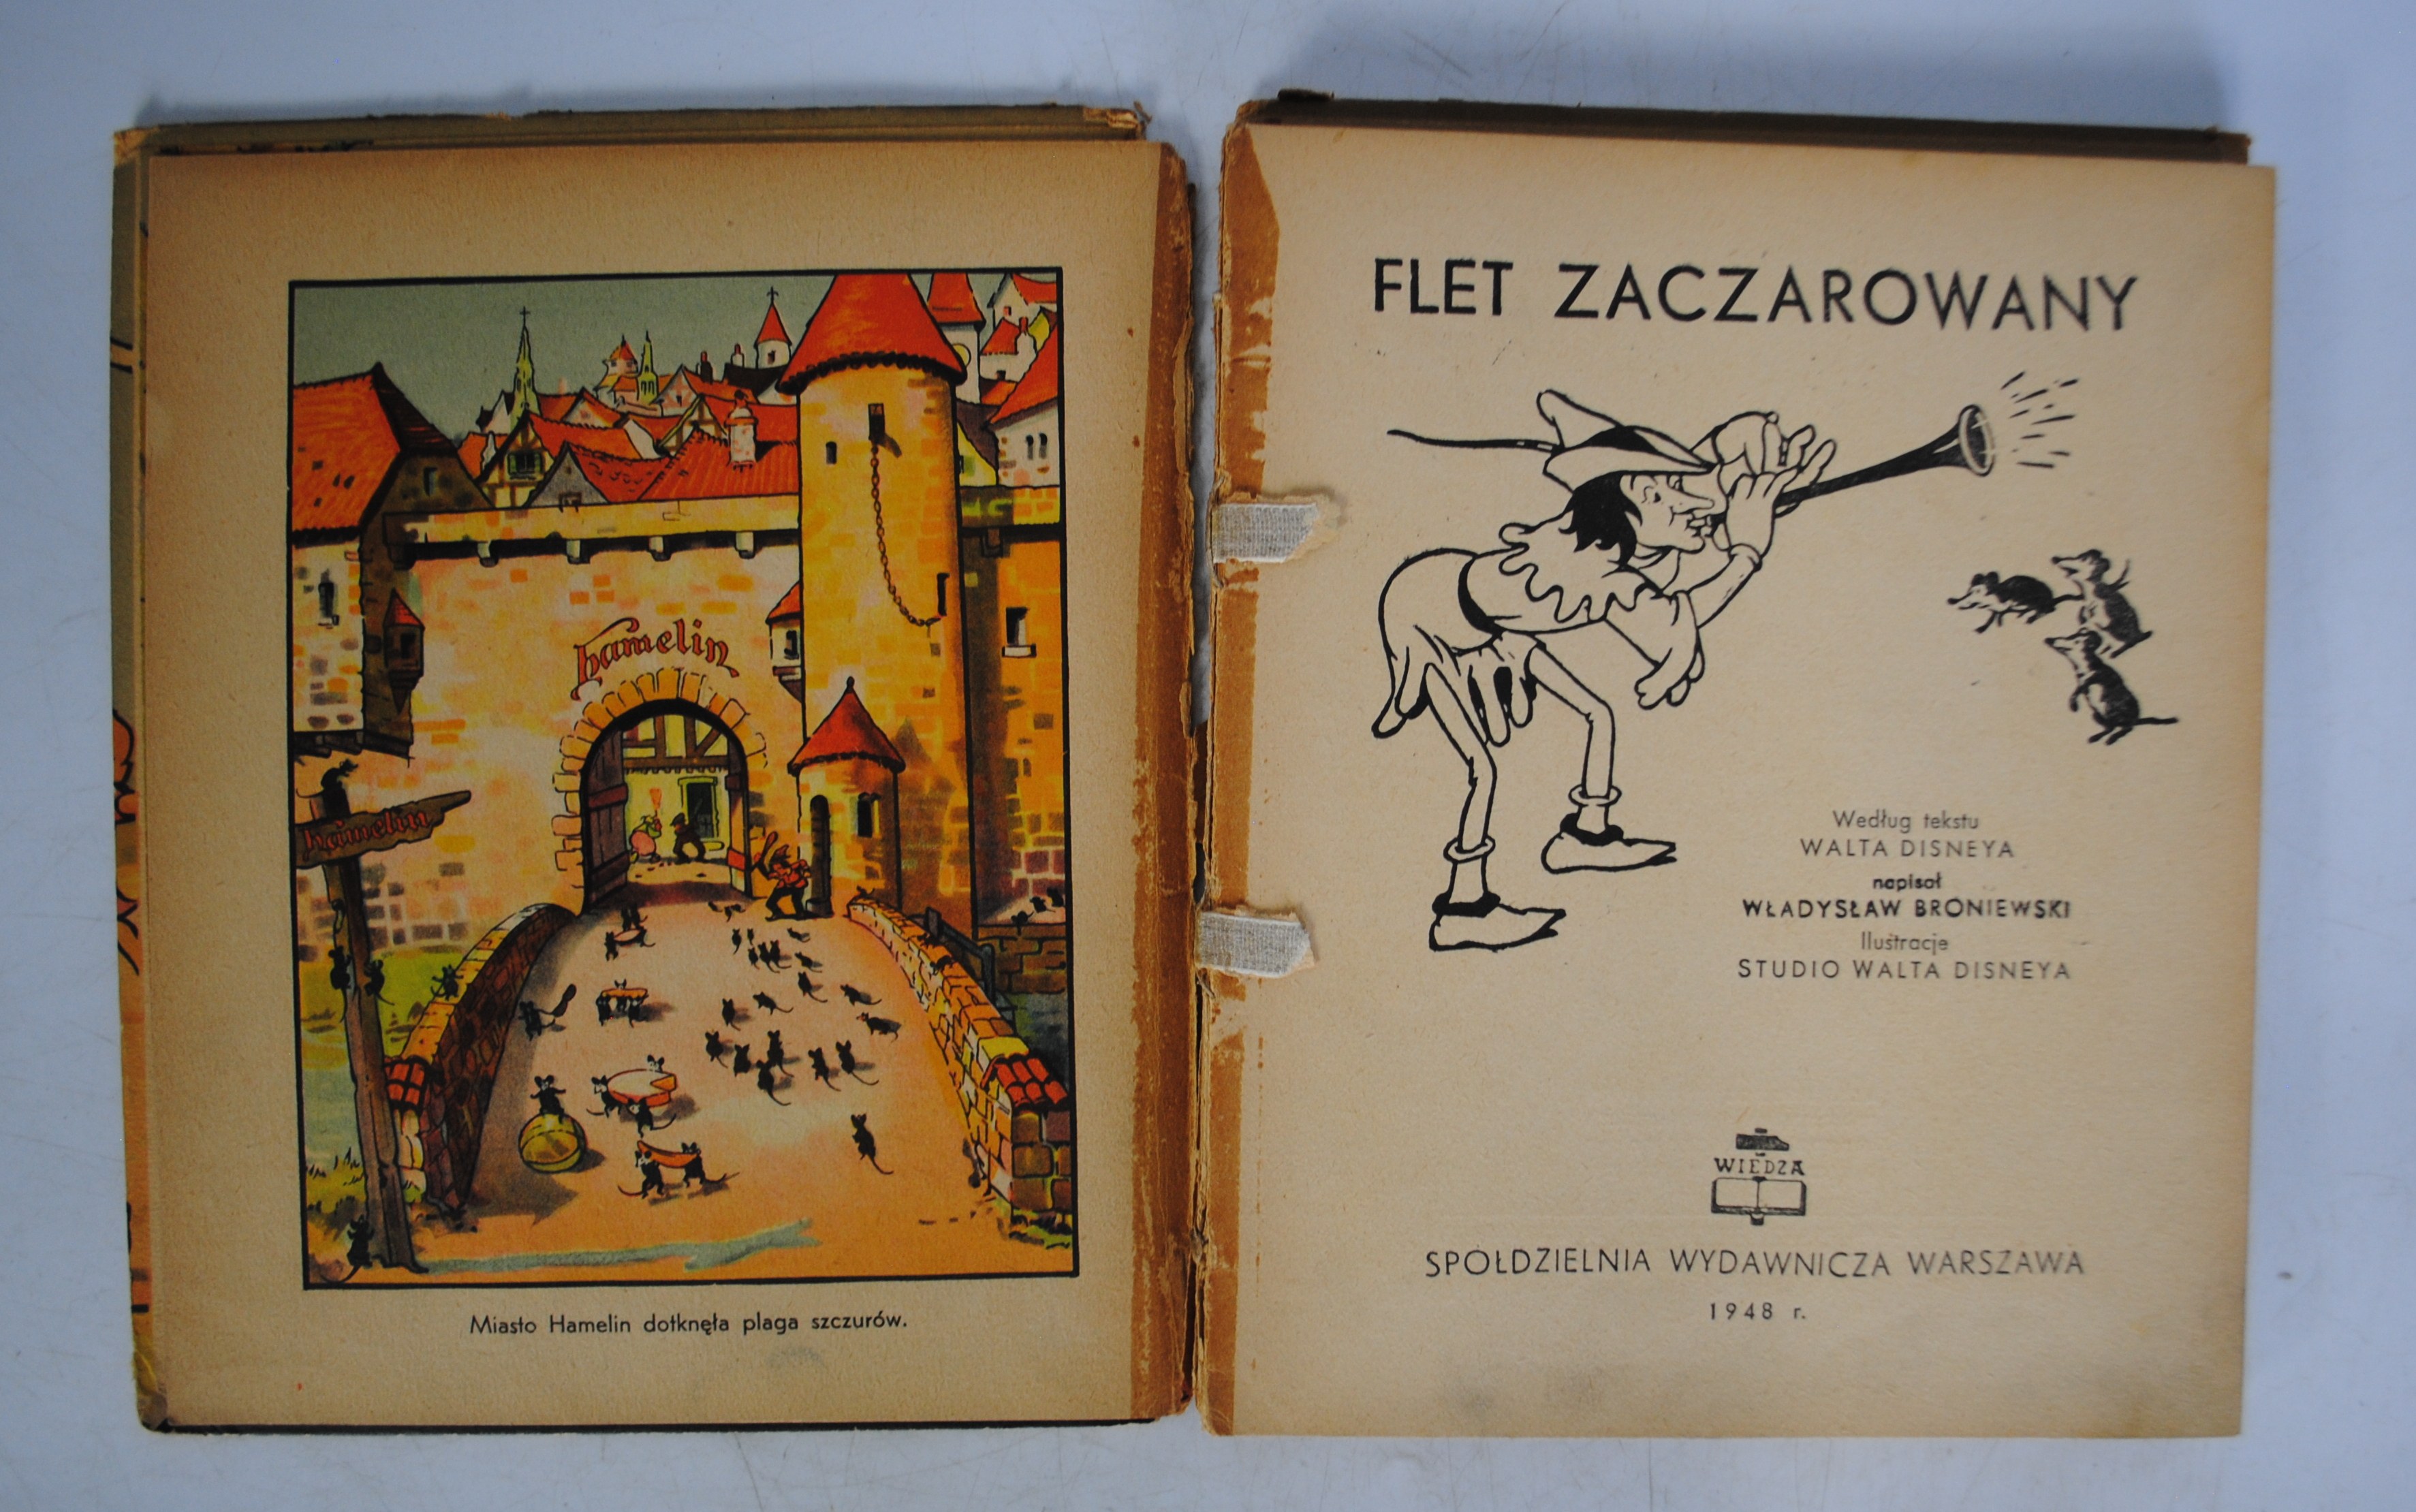 hamelin
hamelin
Miasto Hamelin dotknęła plaga szczurów.
FLET ZACZAROWANY
Według tekstu
WALTA DISNEYA
napisał
WŁADYSŁAW BRONIEWSKI
Ilustracje
STUDIO WALTA DISNEYA
WIEDZA
SPÓŁDZIELNIA WYDAWNICZA WARSZAWA
1948 r.